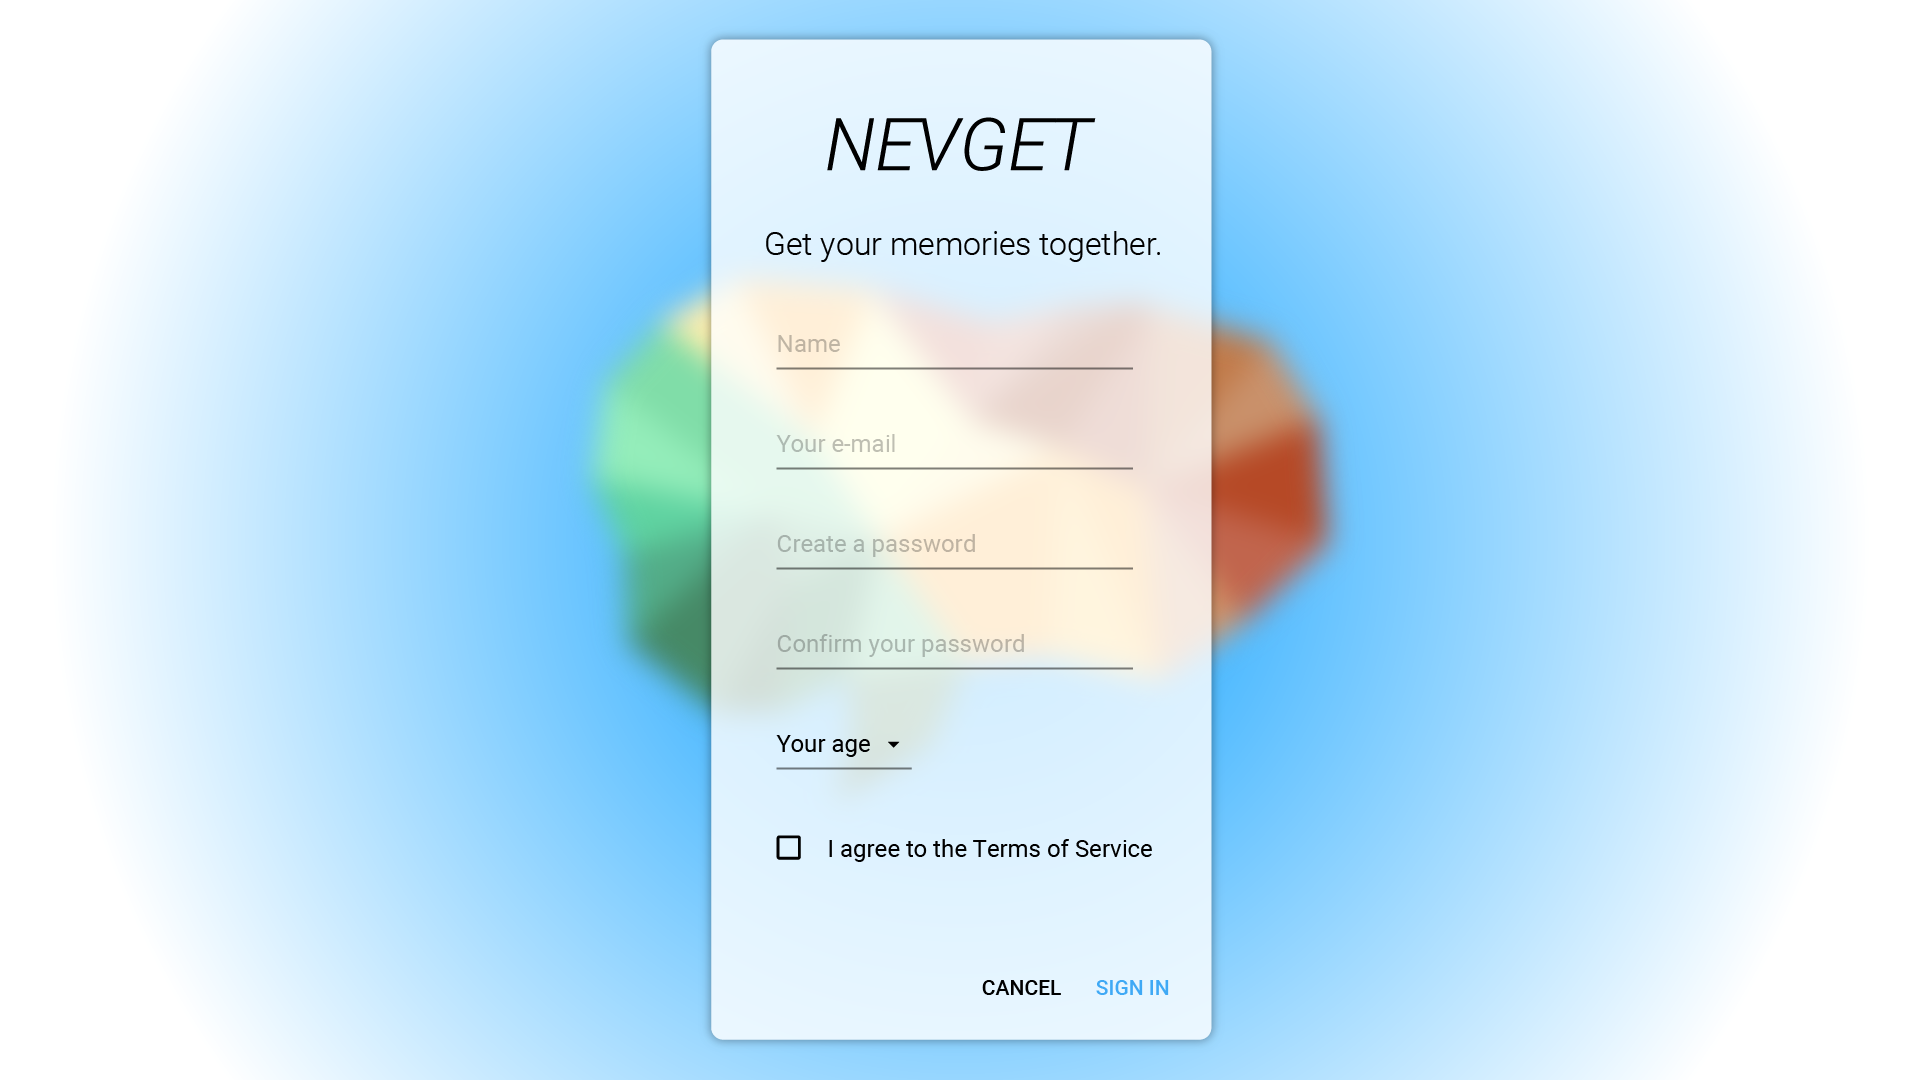 NEVGET
Get your memories together.
Name
Your e-mail
Create a password
Confirm your password
Your age
I agree to the Terms of Service
CANCEL SIGN IN